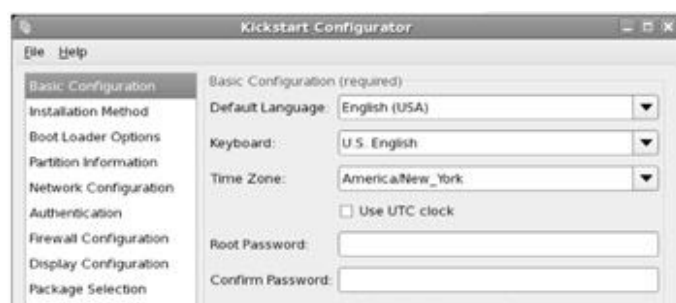 Kickstart Configurator
File Help
Basic Configuration
Installation Method
Boot Loader Options
Partition Information
Network Configuration
Authentication
Firewall Configuration
Display Configuration
Package Selection
Basic Configuration (required)
Default Language: English (USA)
Keyboard: U.S. English
Time Zone: America/New_York
Use UTC clock
Root Password:
Confirm Password: